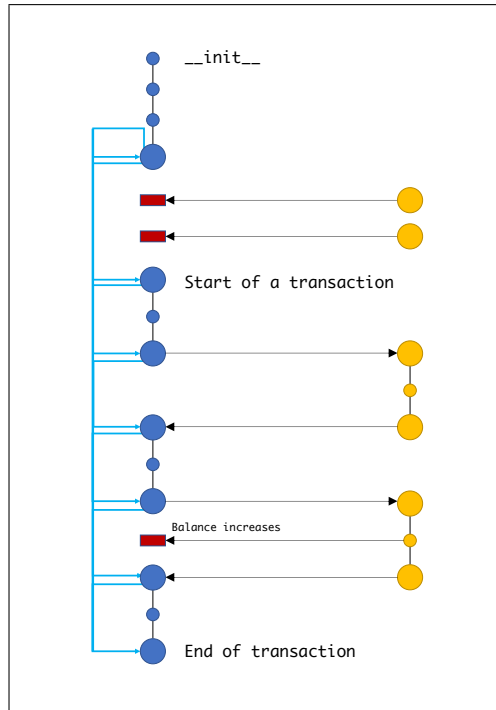 __init__
Start of a transaction
Balance increases
End of transaction